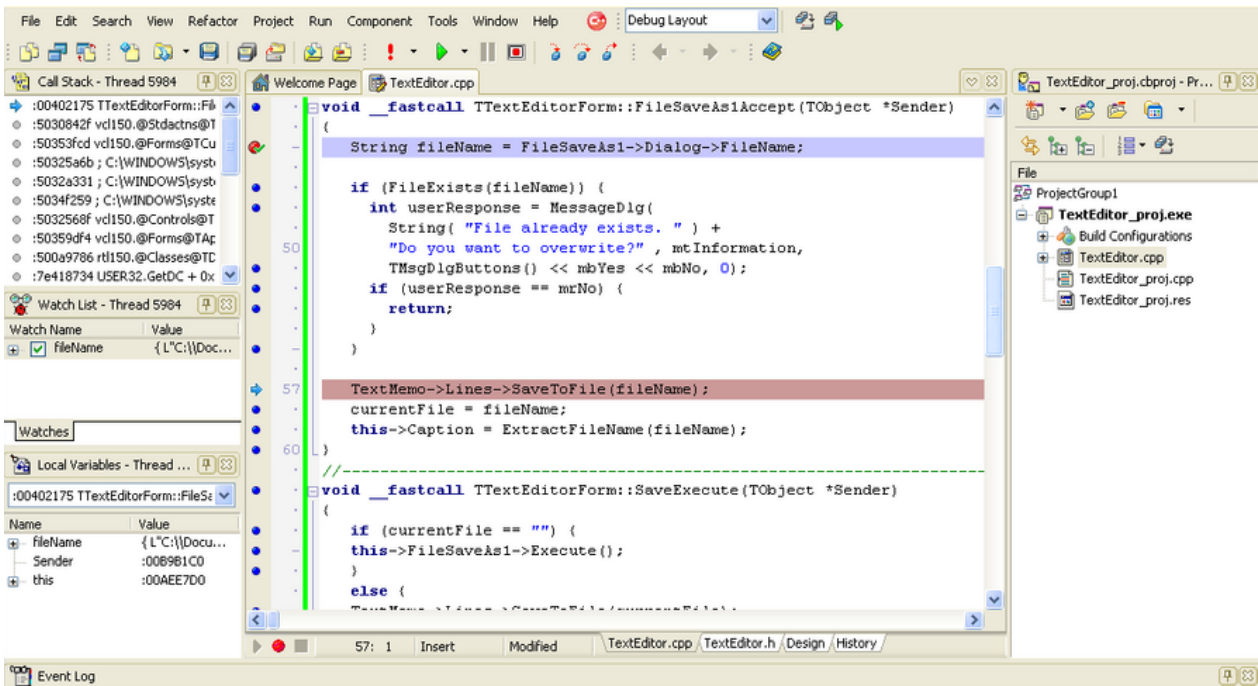 File Edit Search View Refactor Project Run Component Tools Window Help Debug Layout
Call Stack - Thread 5984
:00402175 TTextEditorForm::Fil
:5030842f vcl150.@Stdactns@T
:50353fcd vcl150.@Forms@TCu
:50325a6b ; C:\WINDOWS\syst
:5032a331 ; C:\WINDOWS\syst
:5034f259 ; C:\WINDOWS\syste
:5032568f vcl150.@Controls@T
:50359df4 vcl150.@Forms@TAp
:500a9786 rtl150.@Classes@TC
:7e418734 USER32.GetDC + 0x
Watch List - Thread 5984
Watch Name Value
fileName { L"C:\\Doc...
Watches
Local Variables - Thread ...
:00402175 TTextEditorForm::FileSa
Name Value
fileName { L"C:\\Docu...
Sender :00B9B1C0
this :00AEE7D0
Welcome Page TextEditor.cpp
void __fastcall TTextEditorForm::FileSaveAs1Accept(TObject *Sender)
{
String fileName = FileSaveAs1->Dialog->FileName;
if (FileExists(fileName)) {
int userResponse = MessageDlg(
String( "File already exists. " ) +
50 "Do you want to overwrite?" , mtInformation,
TMsgDlgButtons() << mbYes << mbNo, 0);
if (userResponse == mrNo) {
return;
}
}
57 TextMemo->Lines->SaveToFile(fileName);
currentFile = fileName;
this->Caption = ExtractFileName(fileName);
60 }
//---------------------------------------------------------------------------
void __fastcall TTextEditorForm::SaveExecute(TObject *Sender)
{
if (currentFile == "") {
this->FileSaveAs1->Execute();
}
else {
TextMemo->Lines->SaveToFile(currentFile);
57: 1 Insert Modified TextEditor.cpp TextEditor.h Design History
TextEditor_proj.cbproj - Pr...
File
ProjectGroup1
TextEditor_proj.exe
Build Configurations
TextEditor.cpp
TextEditor_proj.cpp
TextEditor_proj.res
Event Log